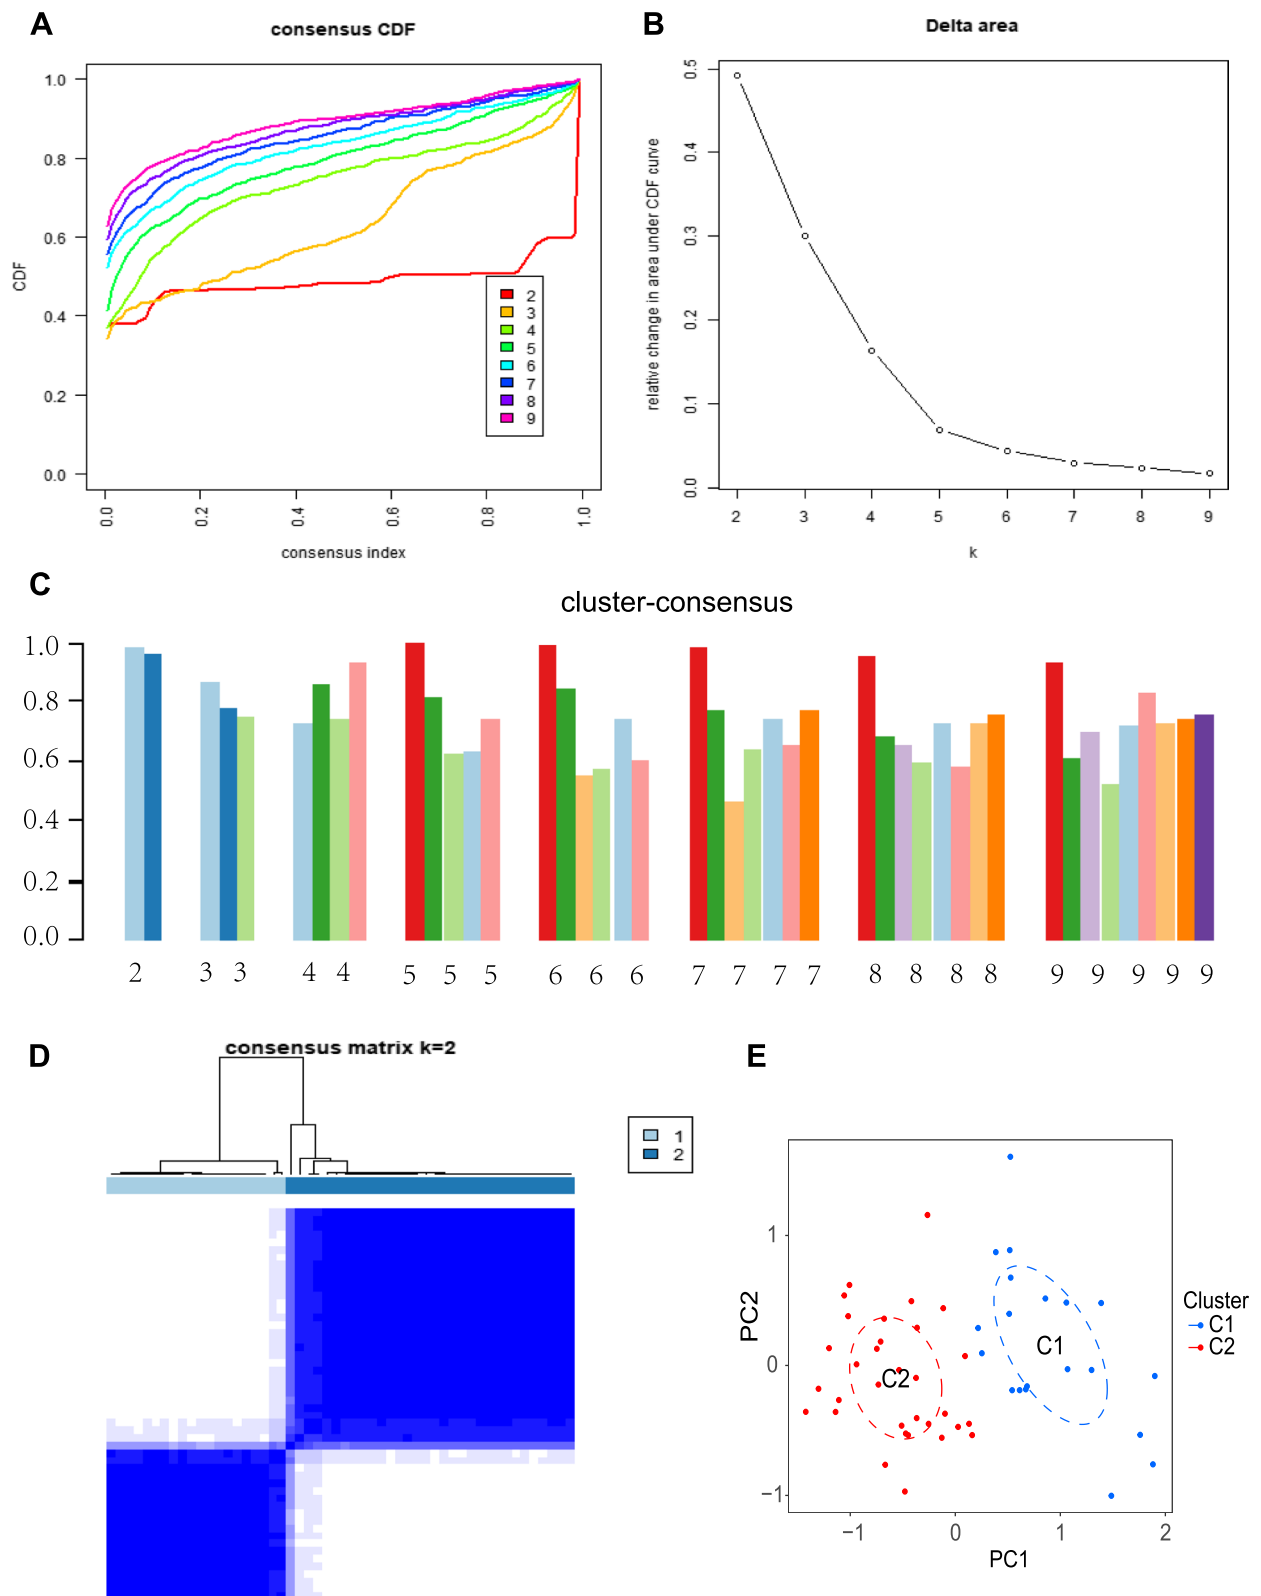 A
consensus CDF
CDF
1.0
0.8
0.6
0.4
0.2
0.0
0.0
0.2
0.4
0.6
0.8
1.0
consensus index
2
3
4
5
6
7
8
9
B
Delta area
relative change in area under CDF curve
0.5
0.4
0.3
0.2
0.1
0.0
2
3
4
5
6
7
8
9
k
C
cluster-consensus
1.0
0.8
0.6
0.4
0.2
0.0
2 3 3 4 4 5 5 5 6 6 6 7 7 7 7 8 8 8 8 9 9 9 9 9
D
consensus matrix k=2
1
2
E
PC2
1
0
−1
C1
C2
−1
0
1
2
PC1
Cluster
C1
C2